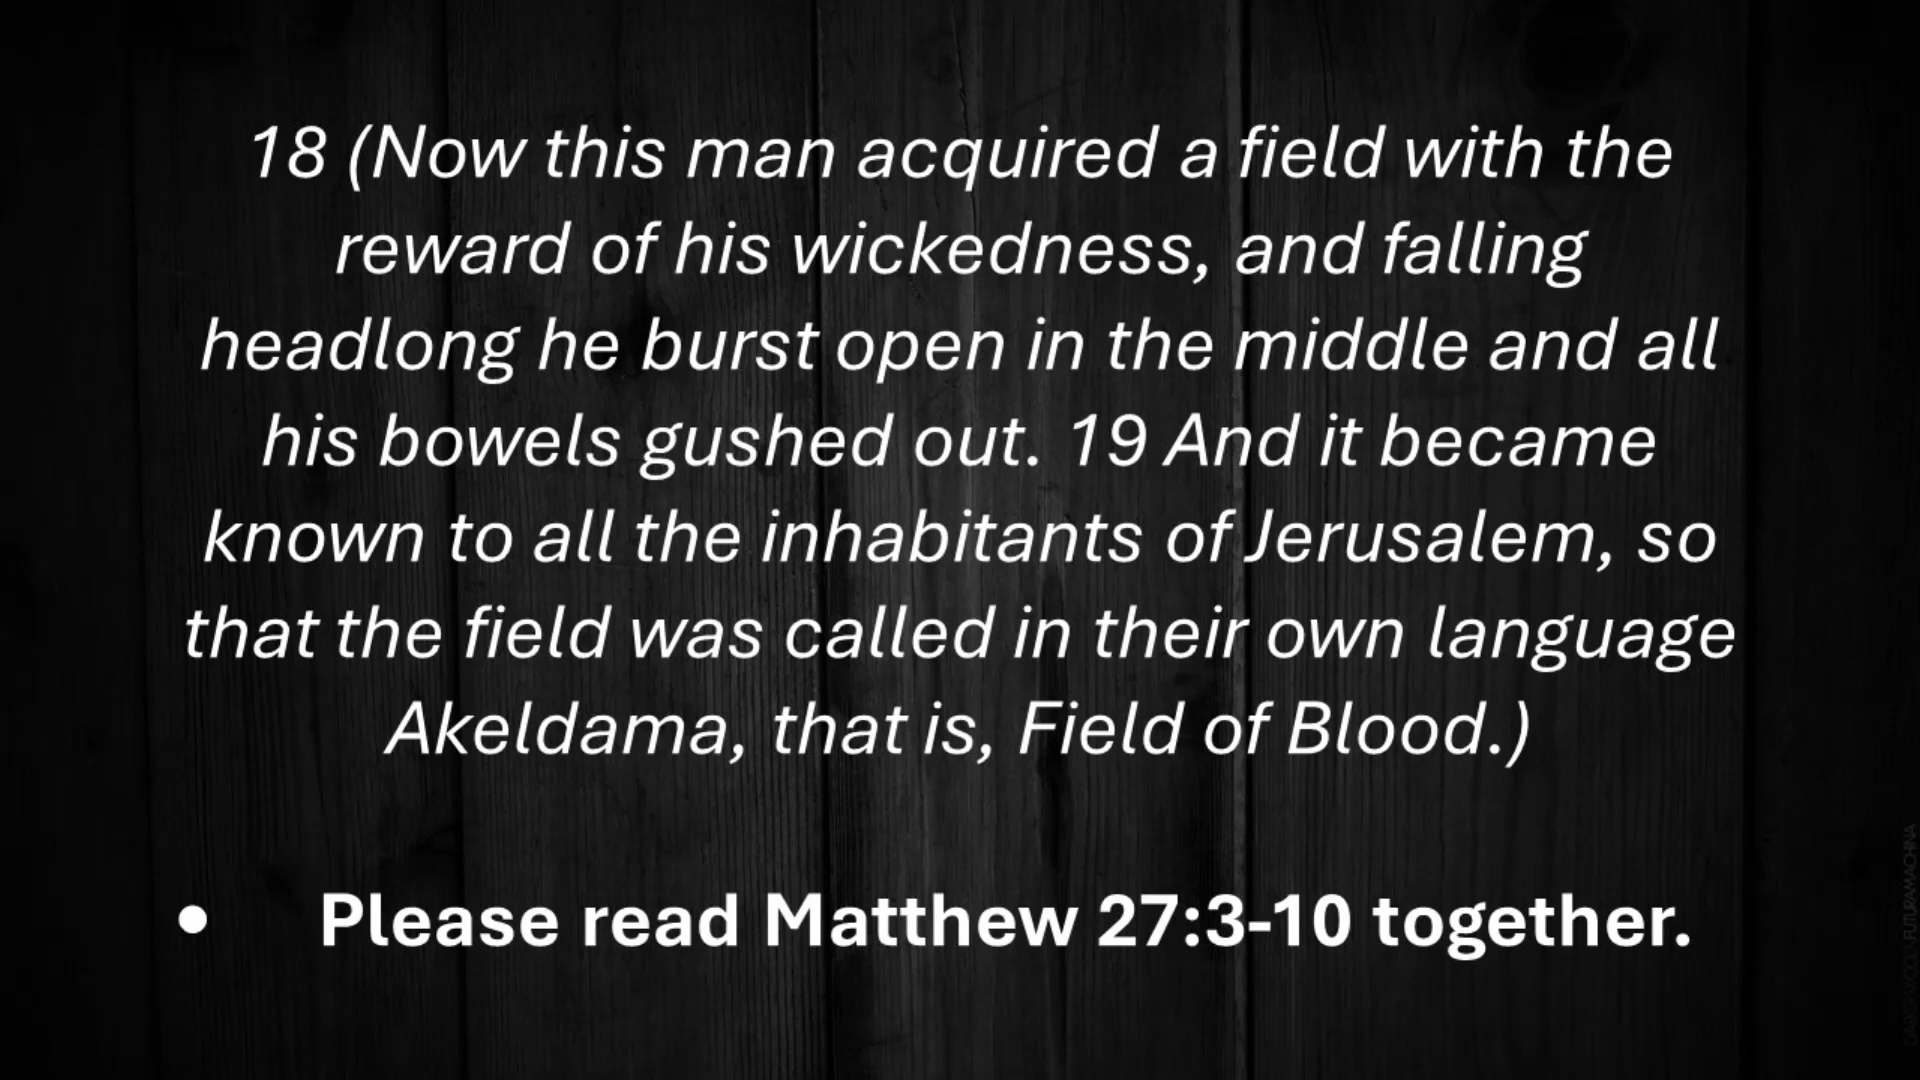 18 (Now this man acquired a field with the
reward of his wickedness, and falling
headlong he burst open in the middle and all
his bowels gushed out. 19 And it became
known to all the inhabitants of Jerusalem, so
that the field was called in their own language
Akeldama, that is, Field of Blood.)
• Please read Matthew 27:3-10 together.